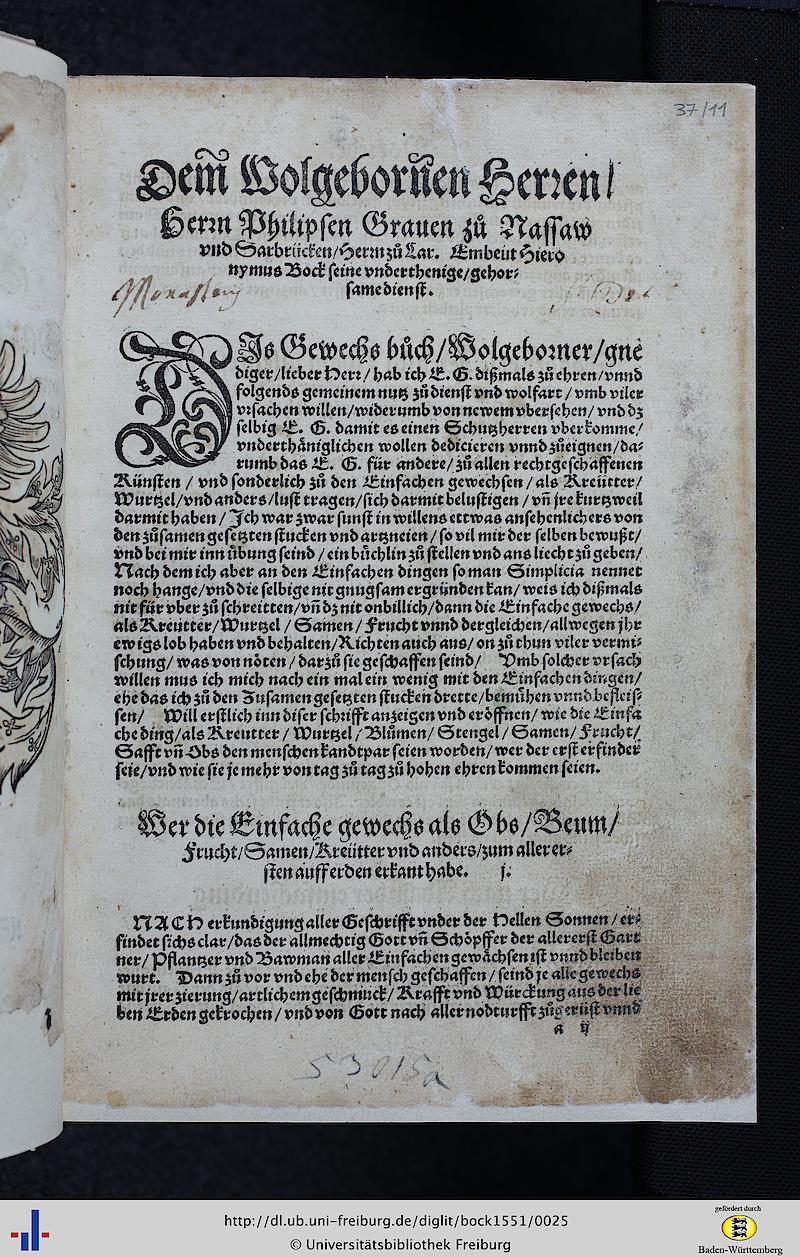 37/11
Dem̃ Wolgeborñen Herren/
Herrn Philipsen Grauen zů Nassaw
vnd Sarbrücken/Herrn zů Lar. Embeüt Hiero
nymus Bock seine vnderthenige/gehor-
same dienst.
DIs Gewechs bůch/Wolgeborner/gne
diger/lieber Herr/ hab ich E. G. dißmals zů ehren/vnnd
folgends gemeinem nutz zů dienst vnd wolfart / vmb viler
vrsachen willen/widerumb von newem vbersehen/ vnd dz
selbig E. G. damit es einen Schutzherren vberkomme/
vnderthäniglichen wollen dedicieren vnnd zůeignen/da-
rumb das E. G. für andere/zů allen rechtgeschaffenen
Künsten / vnd sonderlich zů den Einfachen gewechsen/als Kreütter/
Wurtzel/vnd anders/lust tragen/sich darmit belustigen / vñ jre kurtzweil
darmit haben / Ich war zwar sunst in willens ettwas ansehenlichers von
den zůsamen gesetzten stucken vnd artzneien / so vil mir der selben bewußt/
vnd bei mir inn übung seind / ein bůchlin zů stellen vnd ans liecht zů geben/
Nach dem ich aber an den Einfachen dingen so man Simplicia nennet
noch hange/vnd die selbige nit gnugsam ergründen kan/ weis ich dißmals
nit für vber zů schreitten/vñ dz nit onbillich/dann die Einfache gewechs/
als Kreütter/Wurtzel / Samen / Frucht vnnd dergleichen/allwegen jhr
ewigs lob haben vnd behalten/Richten auch aus/ on zů thun viler vermi-
schung/ was von nöten / darzů sie geschaffen seind/ Vmb solcher vrsach
willen mus ich mich nach ein mal ein wenig mit den Einfachen dingen/
ehe das ich zů den Zusamen gesetzten stucken drette/bemühen vnnd befleis-
sen/ Will erstlich inn diser schrifft anzeigen vnd eröffnen/ wie die Einfa
che ding/als Kreutter / Wurtzel / Blůmen/ Stengel / Samen/ Frucht/
Safft vñ Obs den menschen kandtpar seien worden/ wer der erst erfinder
seie/vnd wie sie je mehr von tag zů tag zů hohen ehren kommen seien.
Wer die Einfache gewechs als Obs/Beum/
Frucht/Samen/Kreütter vnd anders/zum aller er-
sten auff erden erkant habe. j.
NACH erkundigung aller Geschrifft vnder der Hellen Sonnen / er-
findet sichs clar/das der allmechtig Gott vñ Schöpffer der allererst Gart
ner/ Pflantzer vnd Bawman aller Einfachen gewächsen ist vnnd bleiben
wurt. Dann zů vor vnd ehe der mensch geschaffen/ seind je alle gewechs
mit jrer zierung/artlichem geschmuck/ Krafft vnd Würckung aus der lie
ben Erden gekrochen/ vnd von Gott nach aller nodturfft zůgerüst vnnd
a ij
53015a
http://dl.ub.uni-freiburg.de/diglit/bock1551/0025
© Universitätsbibliothek Freiburg
gefördert durch
Baden-Württemberg